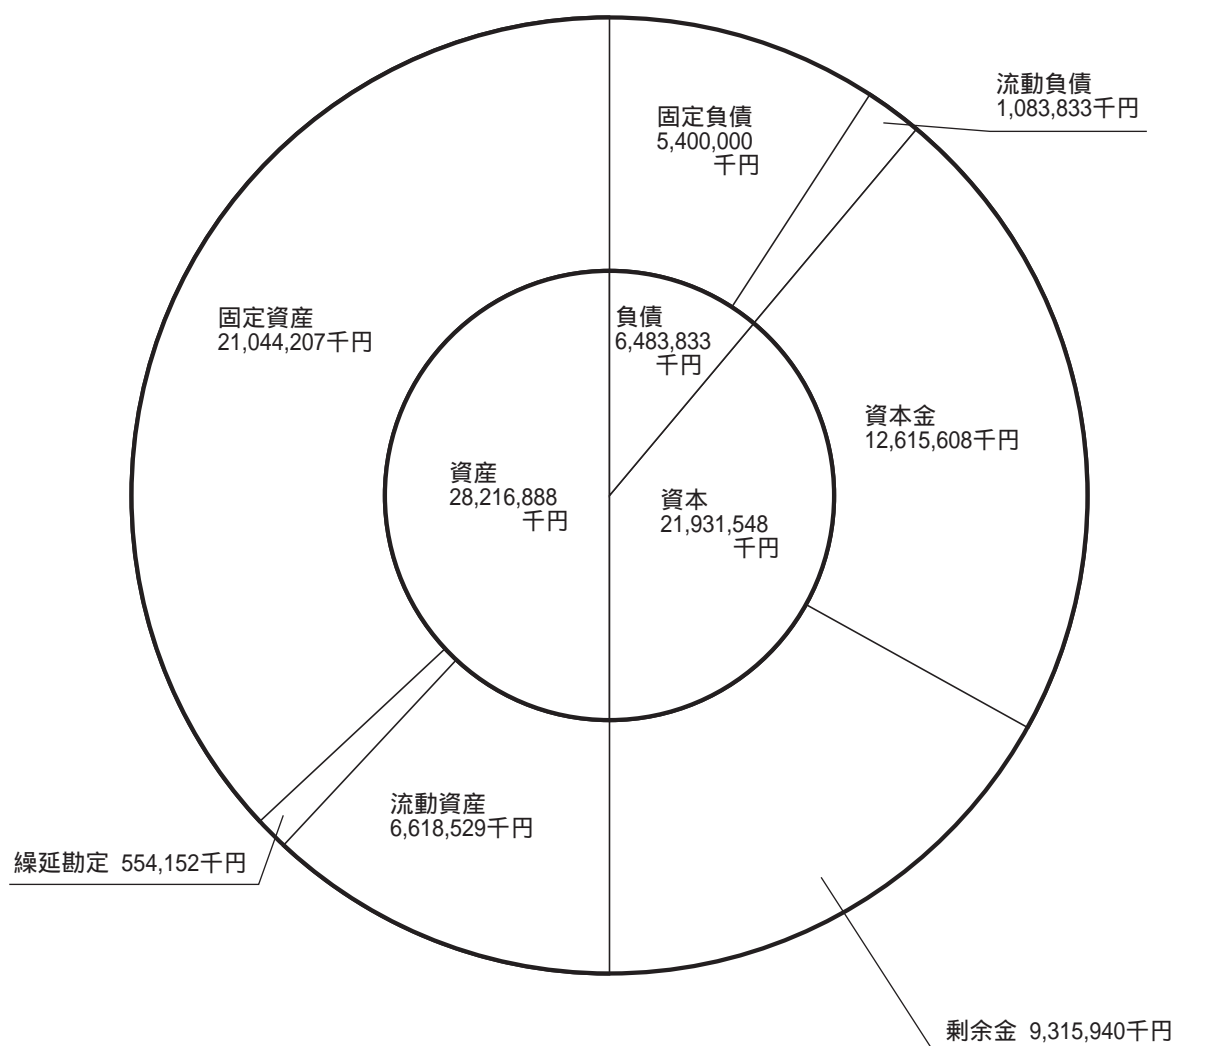 流動負債
1,083,833千円
固定負債
5,400,000
千円
固定資産
21,044,207千円
負債
6,483,833
千円
資本金
12,615,608千円
資産
28,216,888
千円
資本
21,931,548
千円
流動資産
6,618,529千円
繰延勘定 554,152千円
剰余金 9,315,940千円